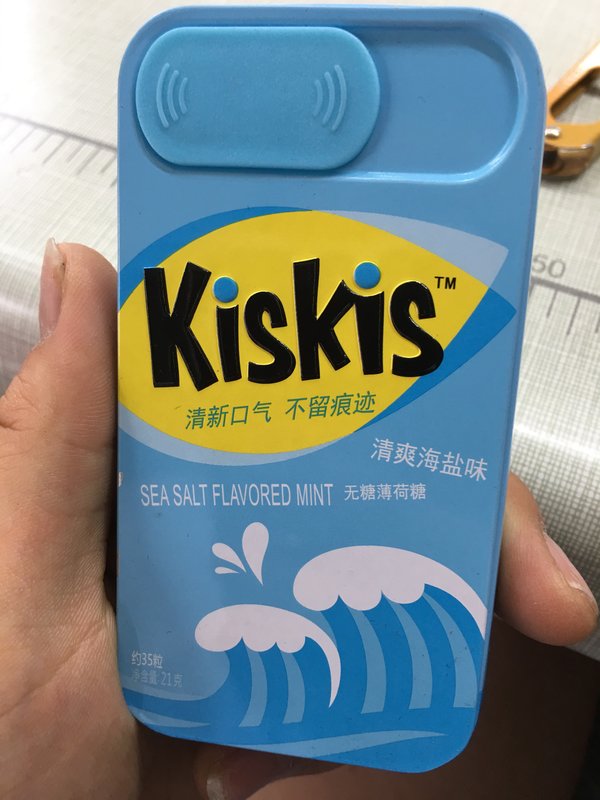 Kiskis™
清新口气 不留痕迹
清爽海盐味
SEA SALT FLAVORED MINT 无糖薄荷糖
约35粒
净含量:21克
50